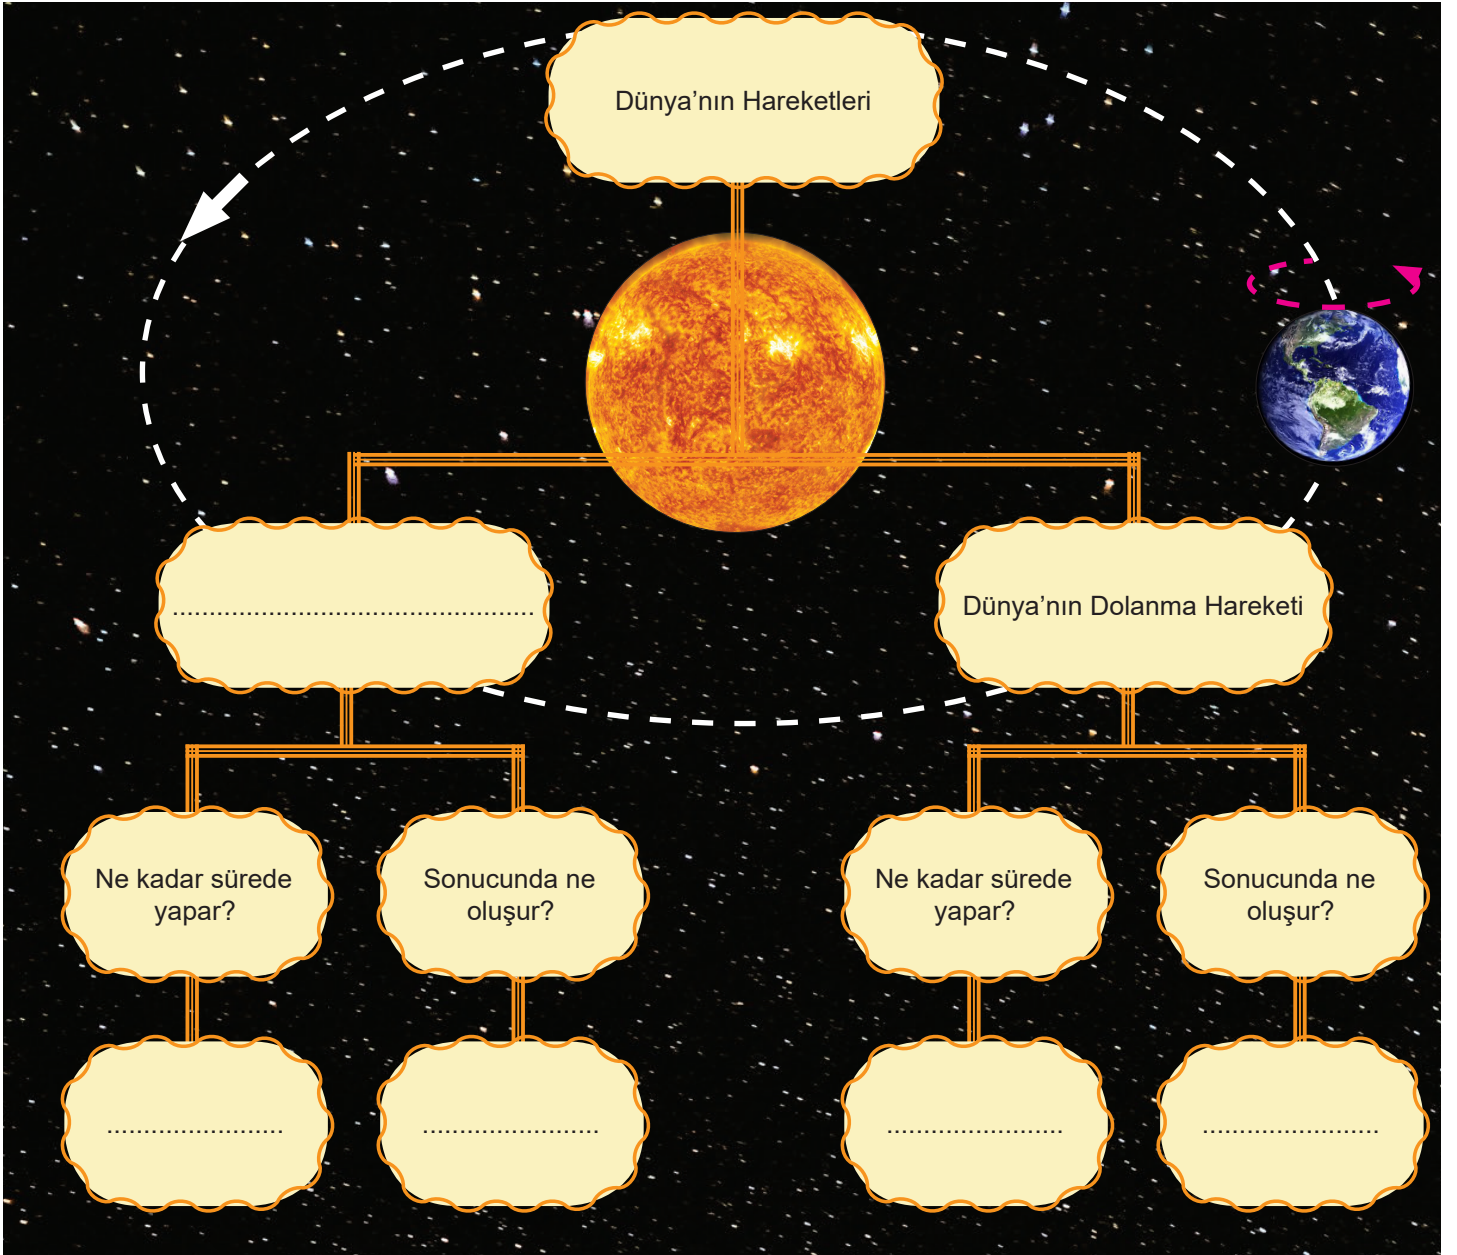 Dünya’nın Hareketleri
................................................
Dünya’nın Dolanma Hareketi
Ne kadar sürede
yapar?
Sonucunda ne
oluşur?
Ne kadar sürede
yapar?
Sonucunda ne
oluşur?
........................
........................
........................
........................